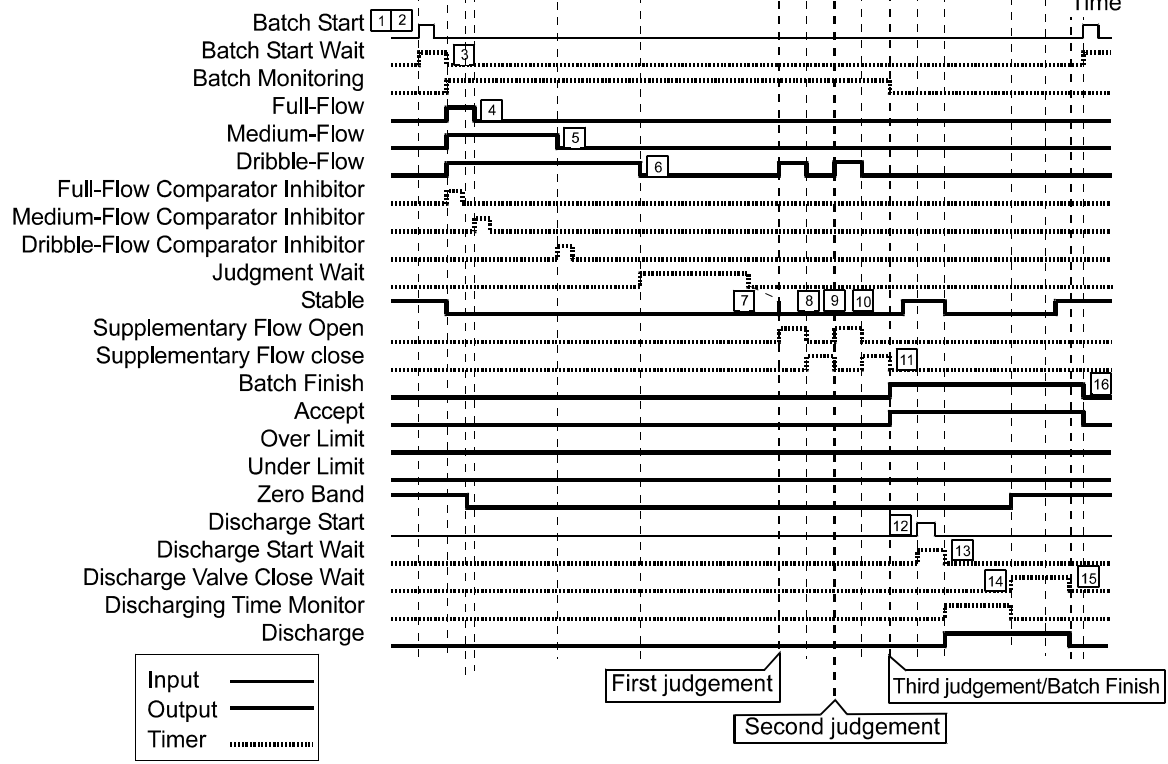 Time
Batch Start 1 2
Batch Start Wait 3
Batch Monitoring
Full-Flow 4
Medium-Flow 5
Dribble-Flow 6
Full-Flow Comparator Inhibitor
Medium-Flow Comparator Inhibitor
Dribble-Flow Comparator Inhibitor
Judgment Wait
Stable 7 8 9 10
Supplementary Flow Open
Supplementary Flow close 11
Batch Finish 16
Accept
Over Limit
Under Limit
Zero Band
Discharge Start 12
Discharge Start Wait 13
Discharge Valve Close Wait 14 15
Discharging Time Monitor
Discharge
Input
Output
Timer
First judgement
Third judgement/Batch Finish
Second judgement